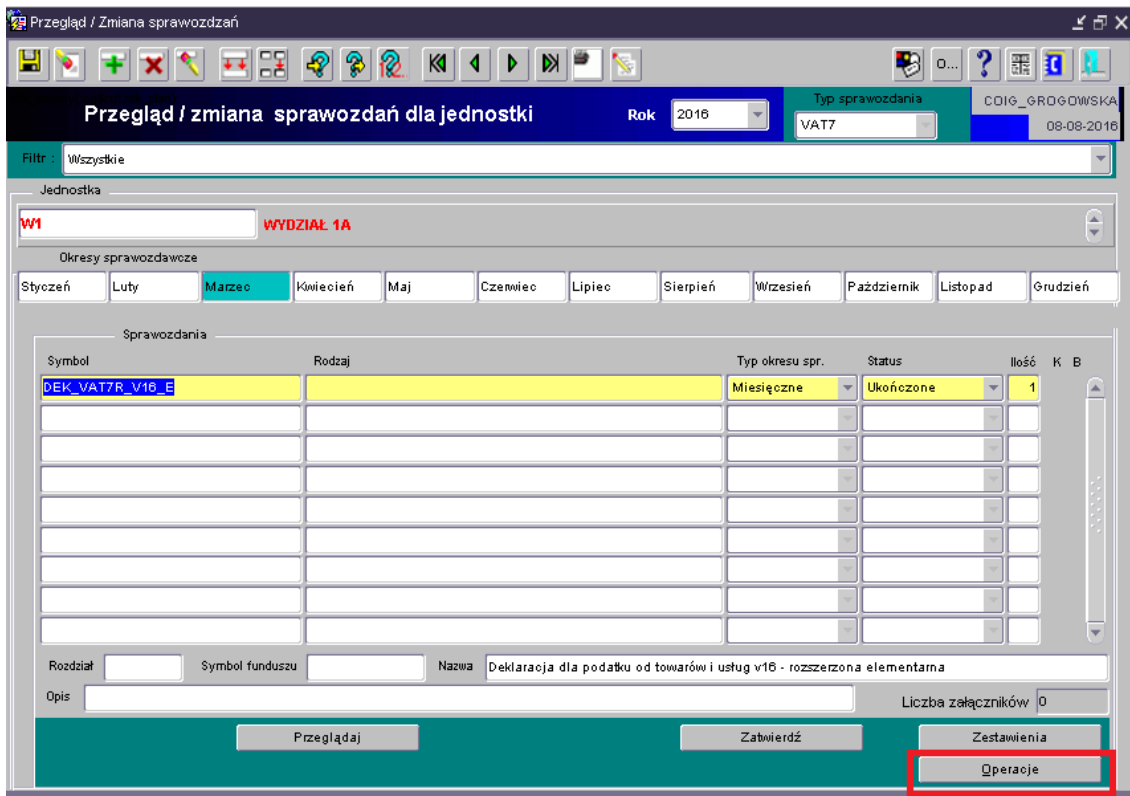 Przegląd / Zmiana sprawozdzań
O...
Przegląd / zmiana sprawozdań dla jednostki Rok 2016 Typ sprawozdania VAT7 COIG_GROGOWSKA 08-08-2016
Filtr : Wszystkie
Jednostka
W1 WYDZIAŁ 1A
Okresy sprawozdawcze
Styczeń Luty Marzec Kwiecień Maj Czerwiec Lipiec Sierpień Wrzesień Październik Listopad Grudzień
Sprawozdania
Symbol Rodzaj Typ okresu spr. Status Ilość K B
DEK_VAT7R_V16_E Miesięczne Ukończone 1
Rozdział Symbol funduszu Nazwa Deklaracja dla podatku od towarów i usług v16 - rozszerzona elementarna
Opis Liczba załączników 0
Przeglądaj Zatwierdź Zestawienia
Operacje